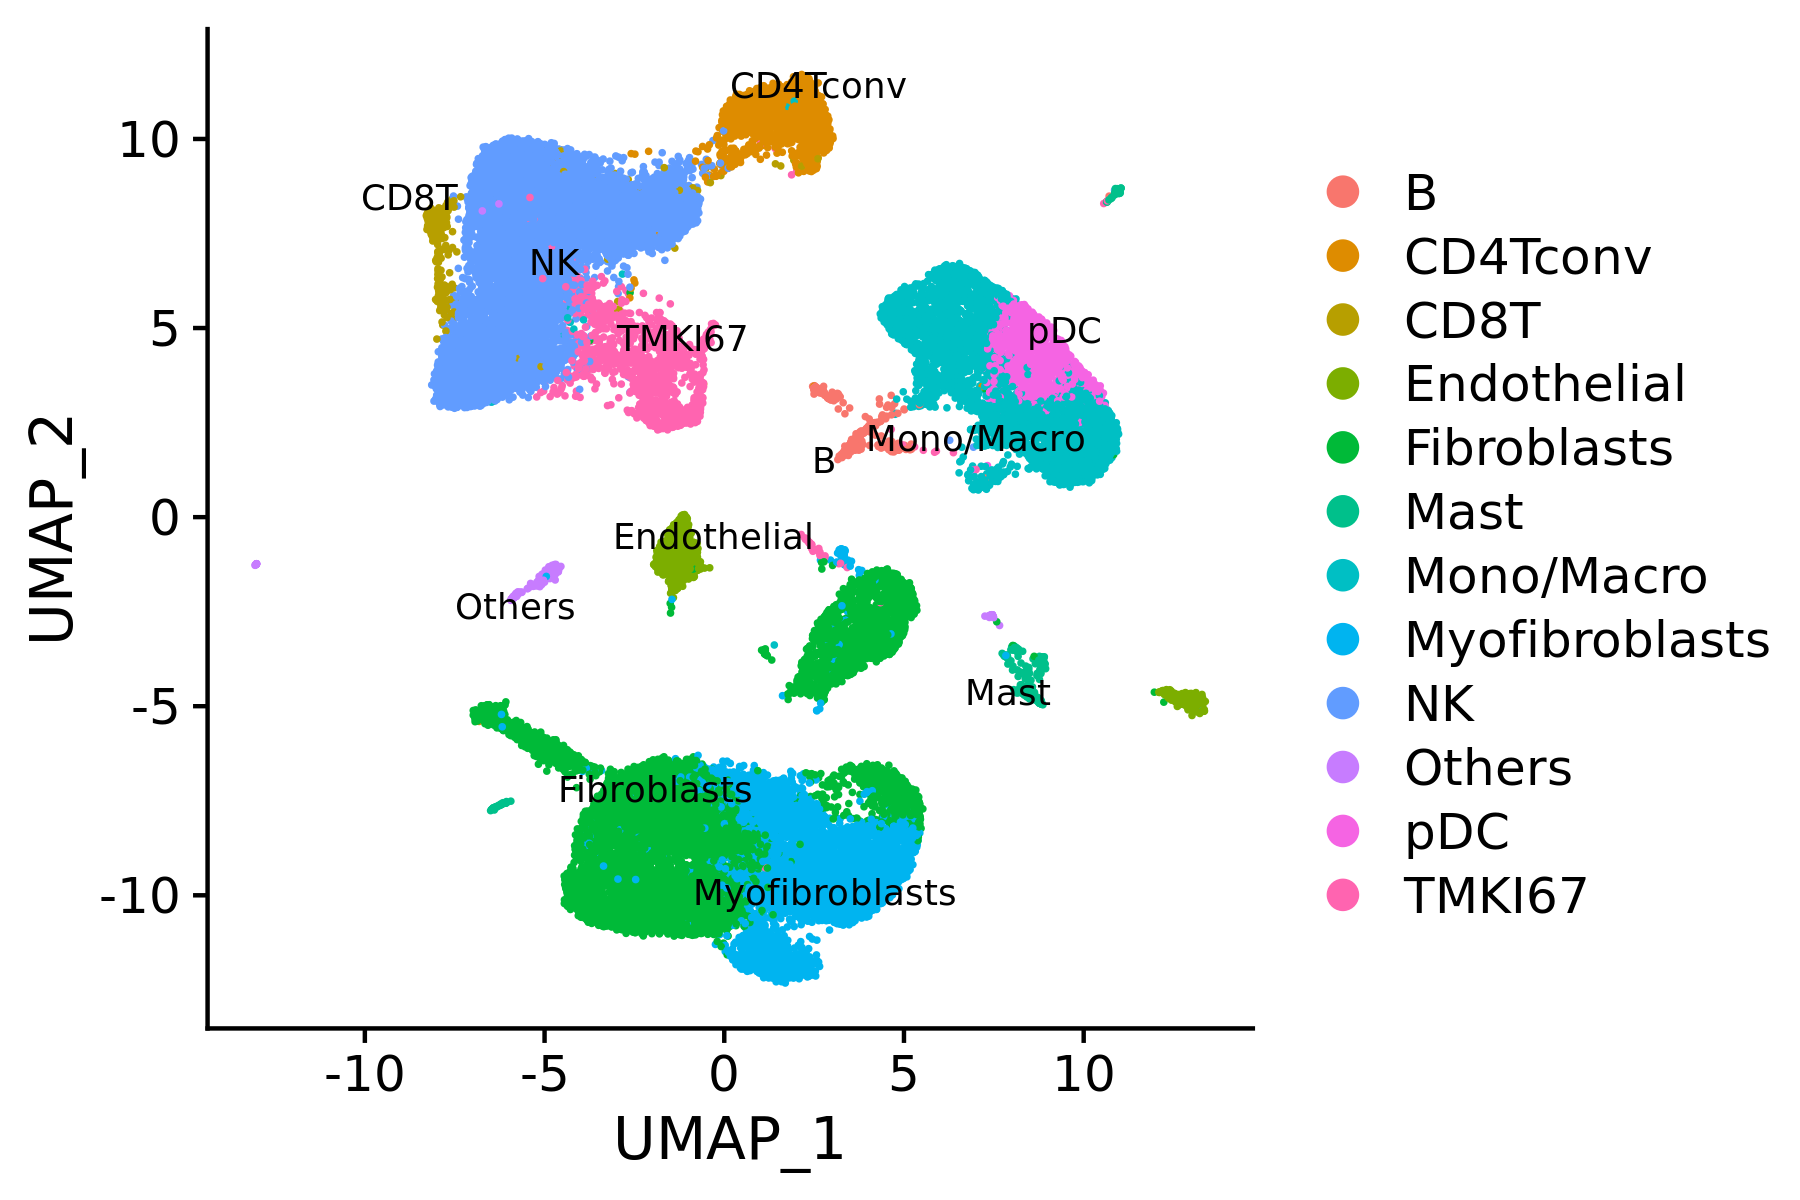 CD4Tconv
CD8T
NK
TMKI67
pDC
Mono/Macro
B
Endothelial
Others
Mast
Fibroblasts
Myofibroblasts
10
5
0
-5
-10
UMAP_2
-10
-5
0
5
10
UMAP_1
B
CD4Tconv
CD8T
Endothelial
Fibroblasts
Mast
Mono/Macro
Myofibroblasts
NK
Others
pDC
TMKI67